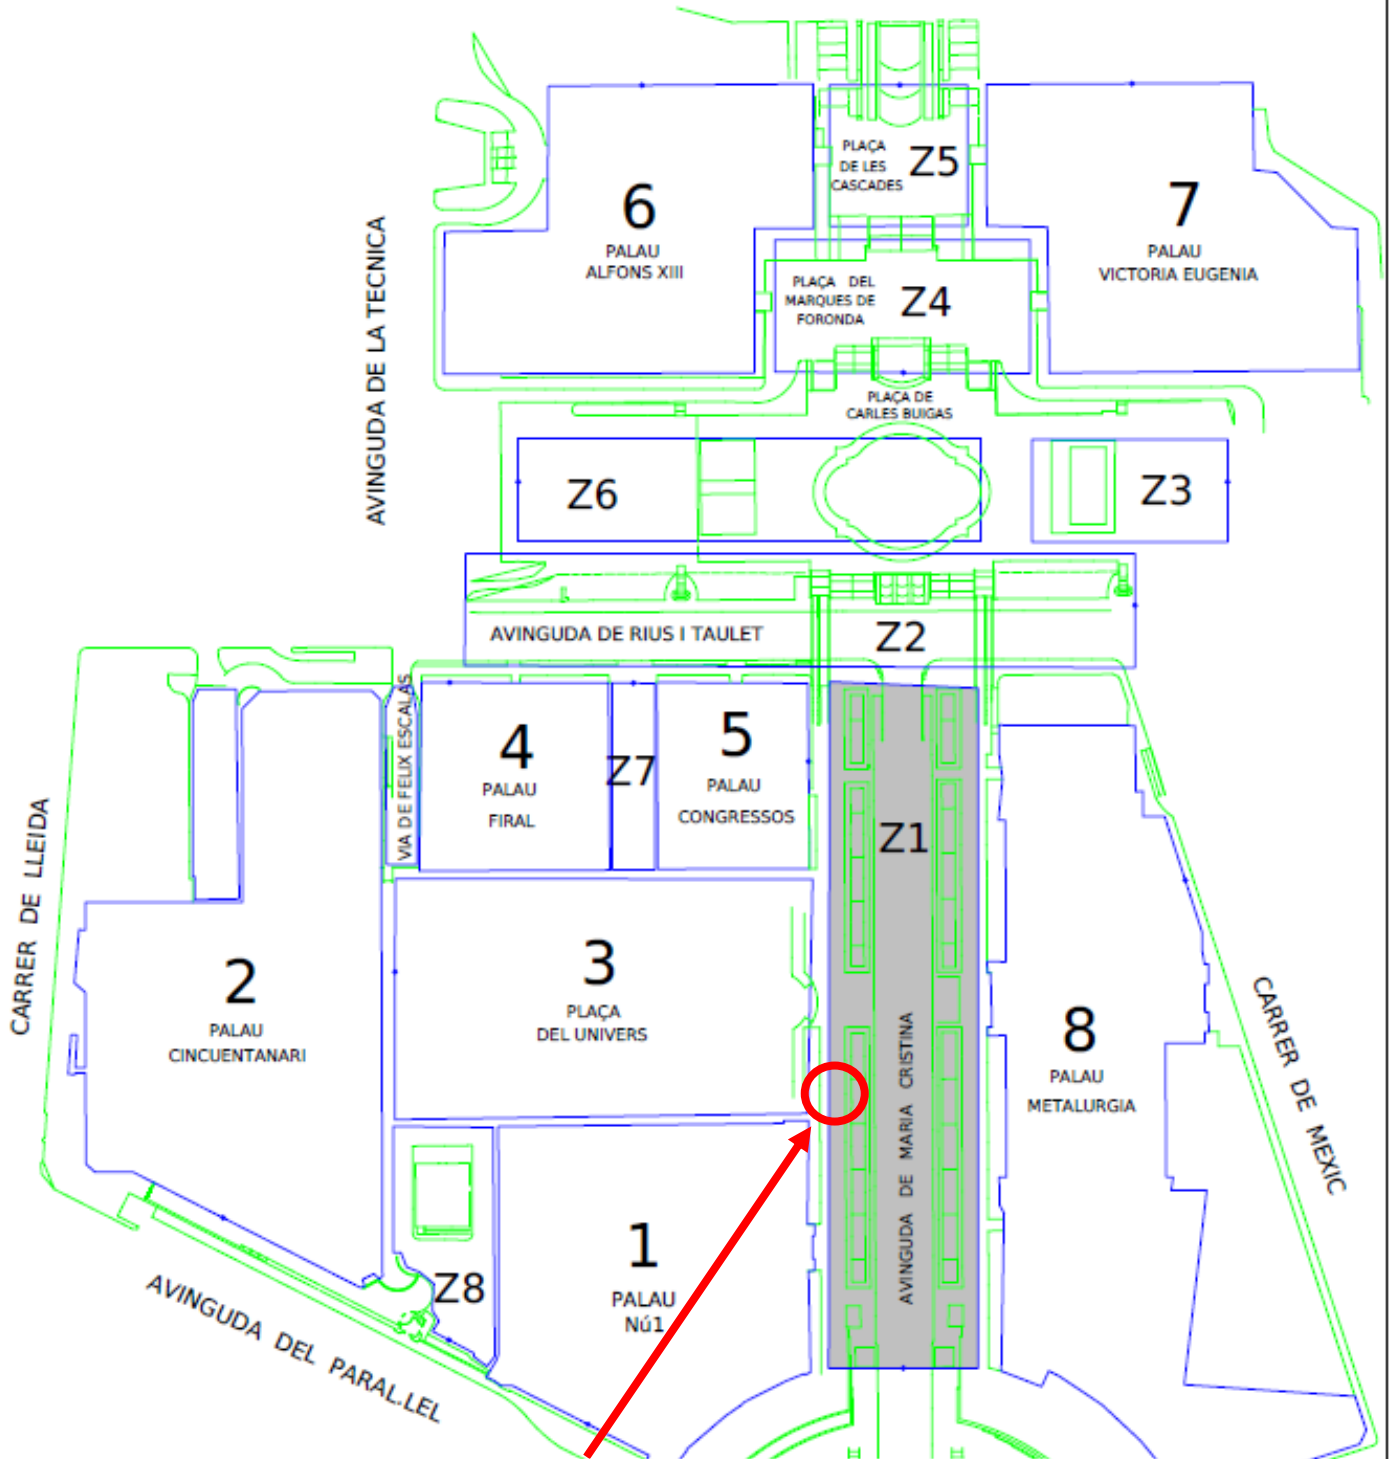 PLAÇA
DE LES
CASCADES
Z5
6
PALAU
ALFONS XIII
7
PALAU
VICTORIA EUGENIA
PLAÇA DEL
MARQUES DE
FORONDA
Z4
AVINGUDA DE LA TECNICA
PLAÇA DE
CARLES BUIGAS
Z6
Z3
AVINGUDA DE RIUS I TAULET
Z2
VIA DE FELIX ESCALAS
4
PALAU
FIRAL
Z7
5
PALAU
CONGRESSOS
Z1
CARRER DE LLEIDA
2
PALAU
CINCUENTANARI
3
PLAÇA
DEL UNIVERS
AVINGUDA DE MARIA CRISTINA
8
PALAU
METALURGIA
CARRER DE MEXIC
Z8
1
PALAU
Nú1
AVINGUDA DEL PARAL.LEL